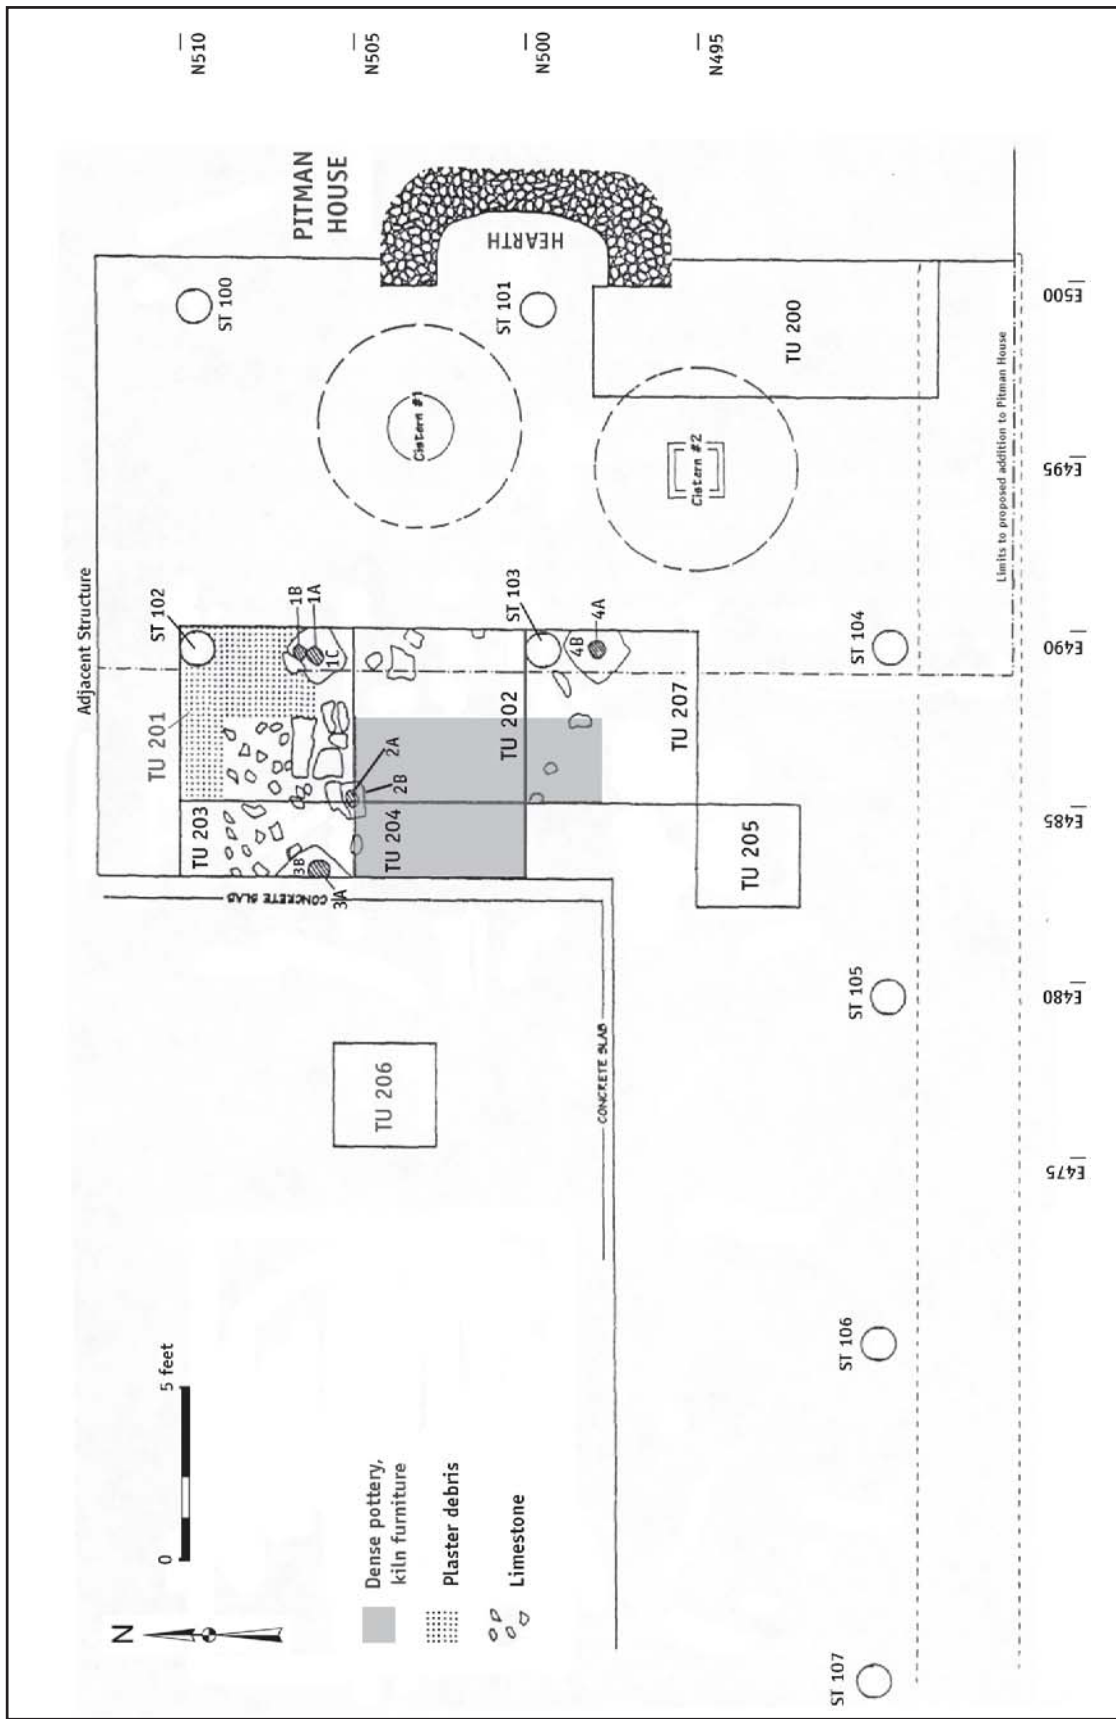 N510
N505
N500
N495
PITMAN
HOUSE
HEARTH
ST 100
ST 101
TU 200
E500
E495
E490
E485
E480
E475
Limits to proposed addition to Pitman House
Cistern #1
Cistern #2
Adjacent Structure
ST 102
1B
1A
1C
ST 103
4A
4B
ST 104
TU 201
TU 202
TU 207
2A
2B
TU 203
TU 204
TU 205
3B
3A
CONCRETE SLAB
ST 105
TU 206
CONCRETE SLAB
ST 106
ST 107
0
5 feet
N
Dense pottery,
kiln furniture
Plaster debris
Limestone